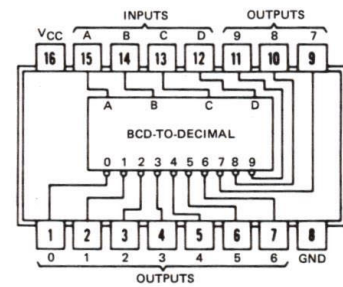 INPUTS OUTPUTS
VCC A B C D 9 8 7
16 15 14 13 12 11 10 9
A B C D
BCD-TO-DECIMAL
0 1 2 3 4 5 6 7 8 9
1 2 3 4 5 6 7 8
0 1 2 3 4 5 6 GND
OUTPUTS